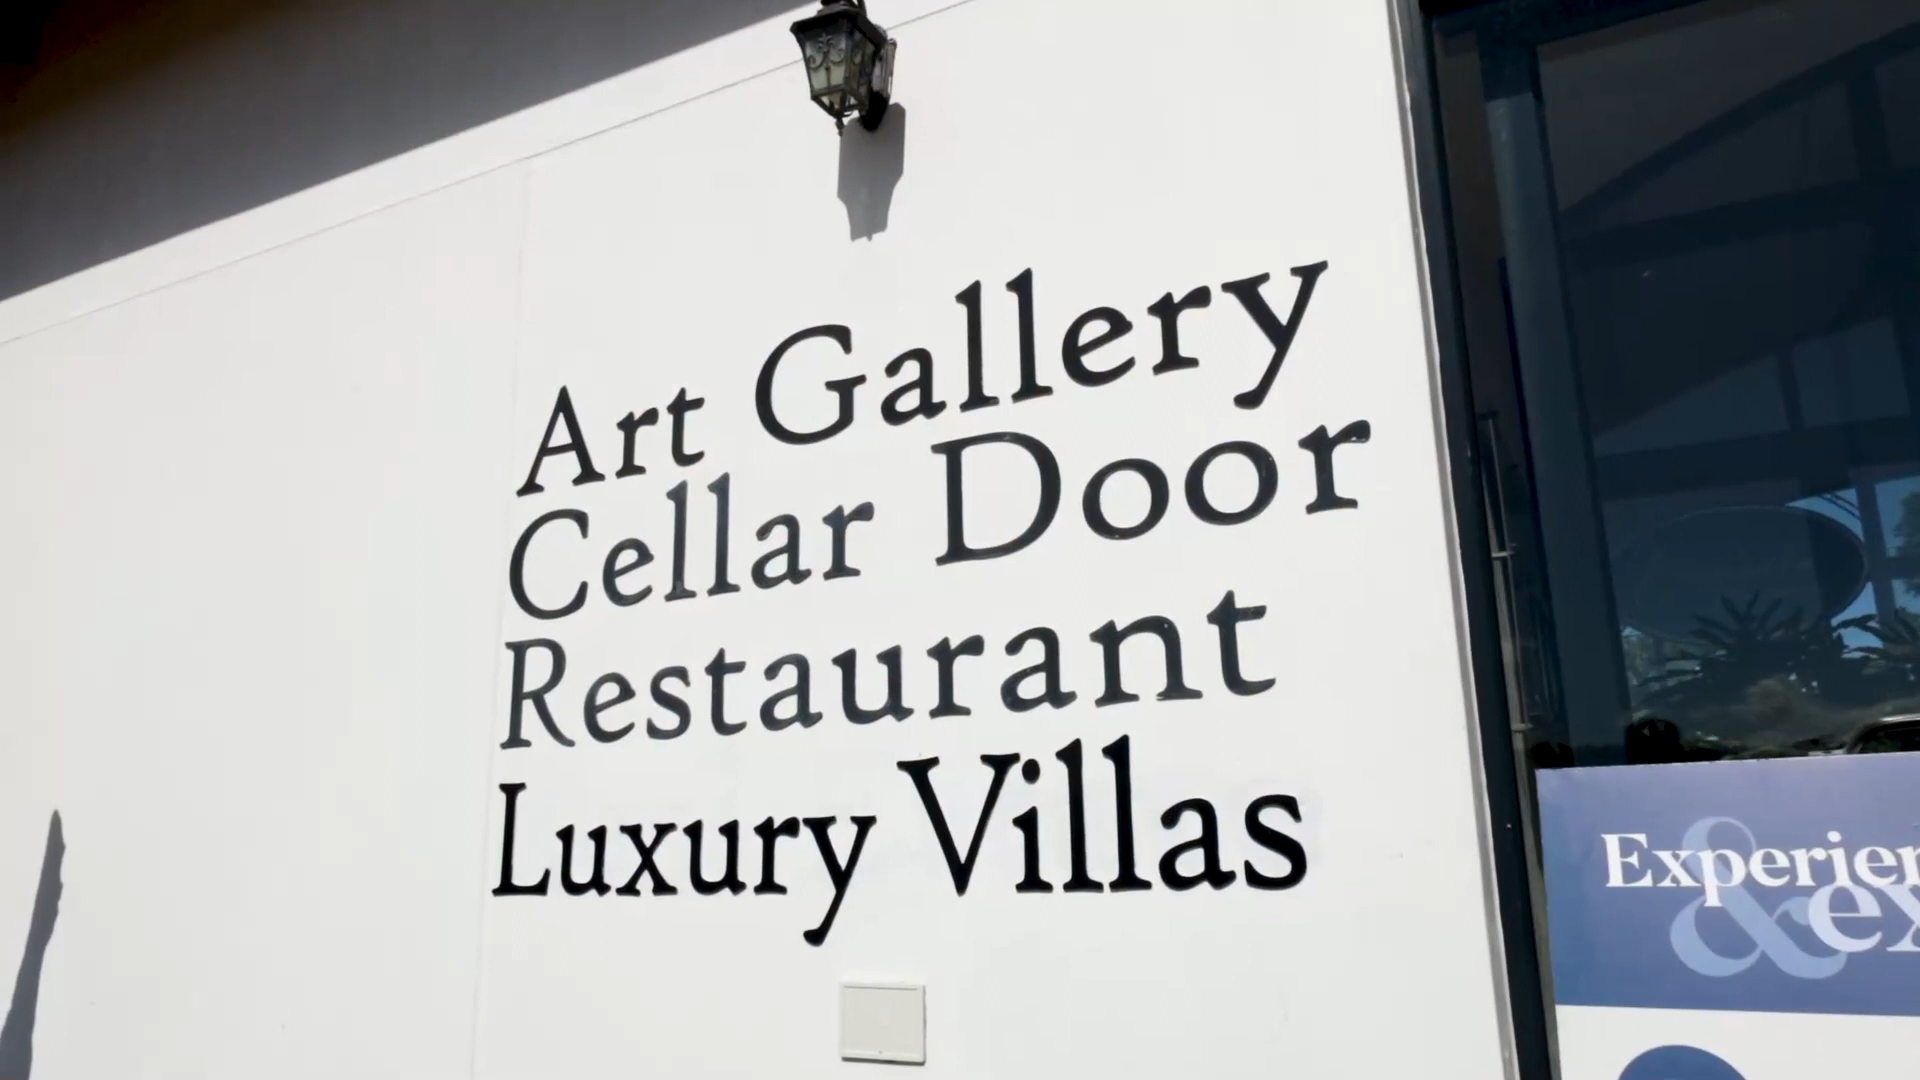 Art Gallery
Cellar Door
Restaurant
Luxury Villas
Experien
& ex